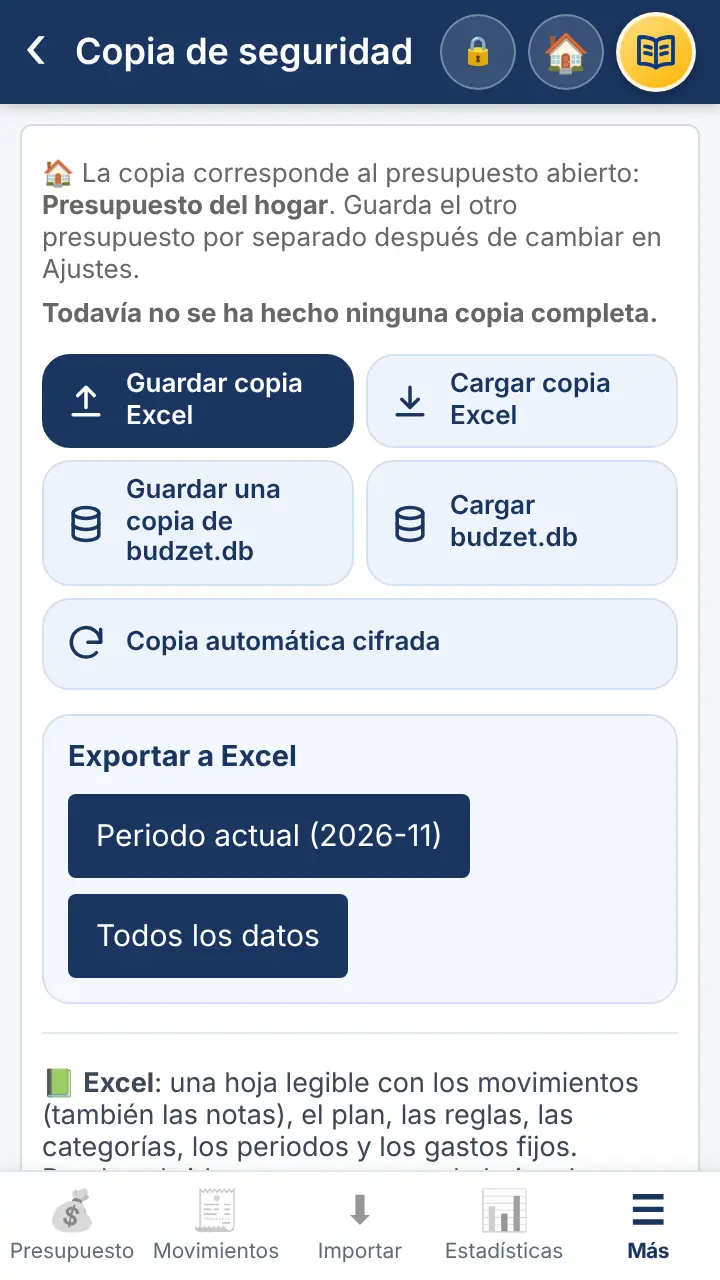 Copia de seguridad
La copia corresponde al presupuesto abierto:
Presupuesto del hogar. Guarda el otro
presupuesto por separado después de cambiar en
Ajustes.
Todavía no se ha hecho ninguna copia completa.
Guardar copia
Excel
Cargar copia
Excel
Guardar una
copia de
budzet.db
Cargar
budzet.db
Copia automática cifrada
Exportar a Excel
Periodo actual (2026-11)
Todos los datos
Excel: una hoja legible con los movimientos
(también las notas), el plan, las reglas, las
categorías, los periodos y los gastos fijos.
Presupuesto
Movimientos
Importar
Estadísticas
Más